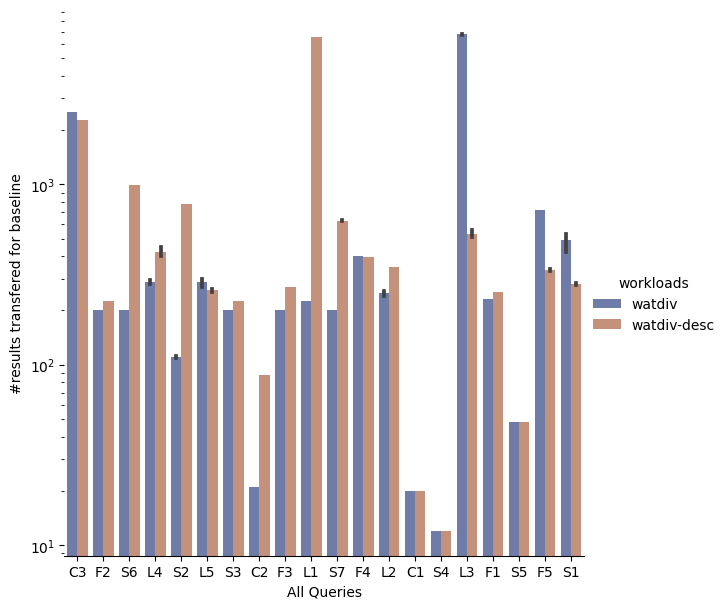 #results transfered for baseline
10³
10²
10¹
C3 F2 S6 L4 S2 L5 S3 C2 F3 L1 S7 F4 L2 C1 S4 L3 F1 S5 F5 S1
All Queries
workloads
watdiv
watdiv-desc